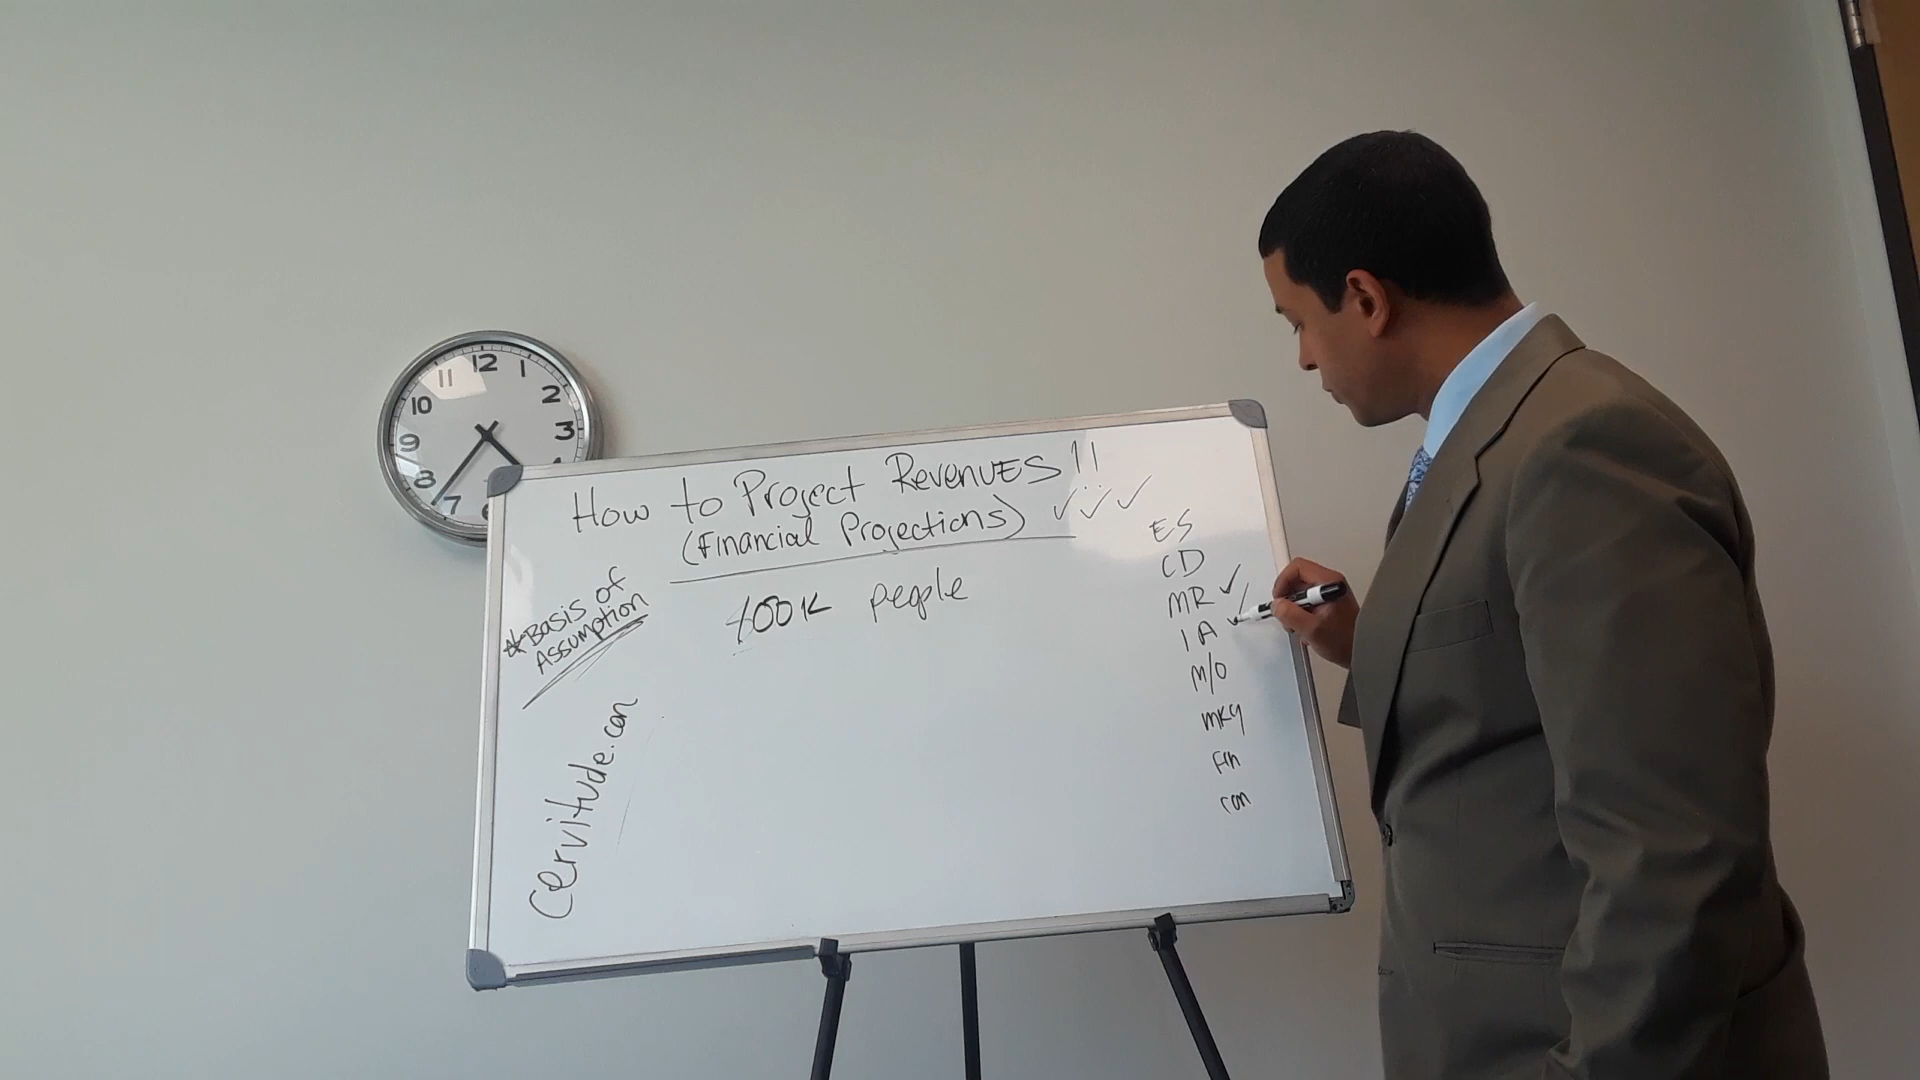 12
1
11
2
10
3
9
8
7
How to Project Revenues!!
(Financial Projections) ✓✓✓
*Basis of
Assumption
Cervitude.com
100K people
ES
CD
MR ✓
IA ✓
M/O
mkg
Fin
con